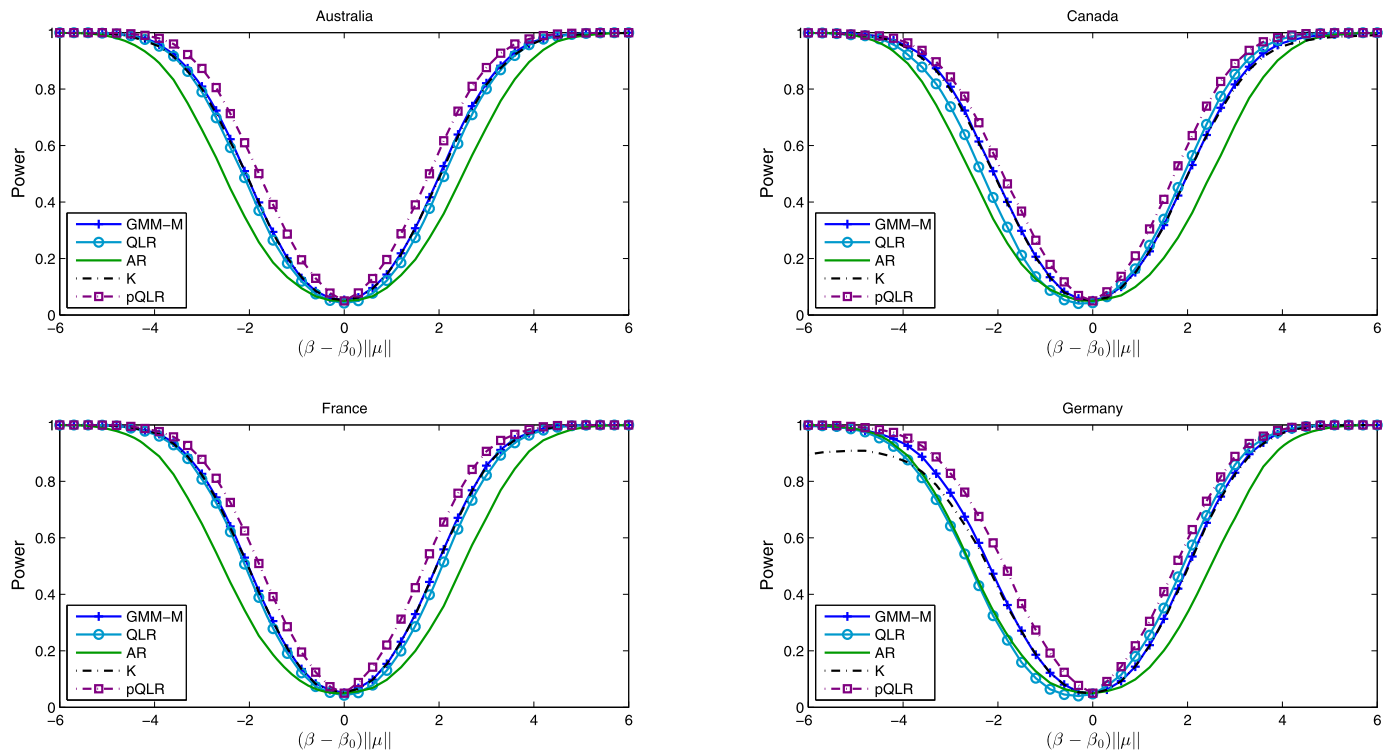 Australia
1
0.8
0.6
0.4
0.2
0
Power
GMM−M
QLR
AR
K
pQLR
−6 −4 −2 0 2 4 6
(β − β₀)||μ||
Canada
1
0.8
0.6
0.4
0.2
0
Power
GMM−M
QLR
AR
K
pQLR
−6 −4 −2 0 2 4 6
(β − β₀)||μ||
France
1
0.8
0.6
0.4
0.2
0
Power
GMM−M
QLR
AR
K
pQLR
−6 −4 −2 0 2 4 6
(β − β₀)||μ||
Germany
1
0.8
0.6
0.4
0.2
0
Power
GMM−M
QLR
AR
K
pQLR
−6 −4 −2 0 2 4 6
(β − β₀)||μ||